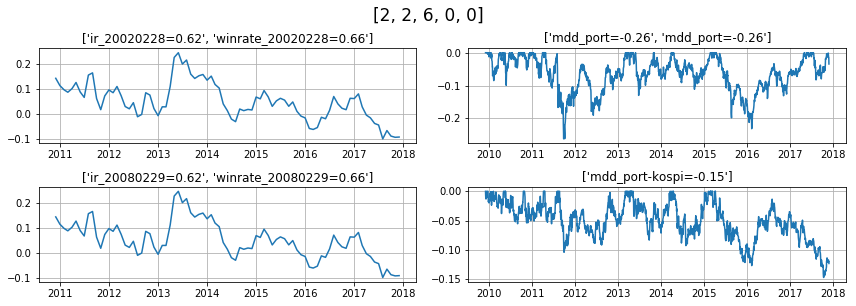 [2, 2, 6, 0, 0]
['ir_20020228=0.62', 'winrate_20020228=0.66']
0.2
0.1
0.0
−0.1
2011 2012 2013 2014 2015 2016 2017 2018
['mdd_port=-0.26', 'mdd_port=-0.26']
0.0
−0.1
−0.2
2010 2011 2012 2013 2014 2015 2016 2017 2018
['ir_20080229=0.62', 'winrate_20080229=0.66']
0.2
0.1
0.0
−0.1
2011 2012 2013 2014 2015 2016 2017 2018
['mdd_port-kospi=-0.15']
0.00
−0.05
−0.10
−0.15
2010 2011 2012 2013 2014 2015 2016 2017 2018